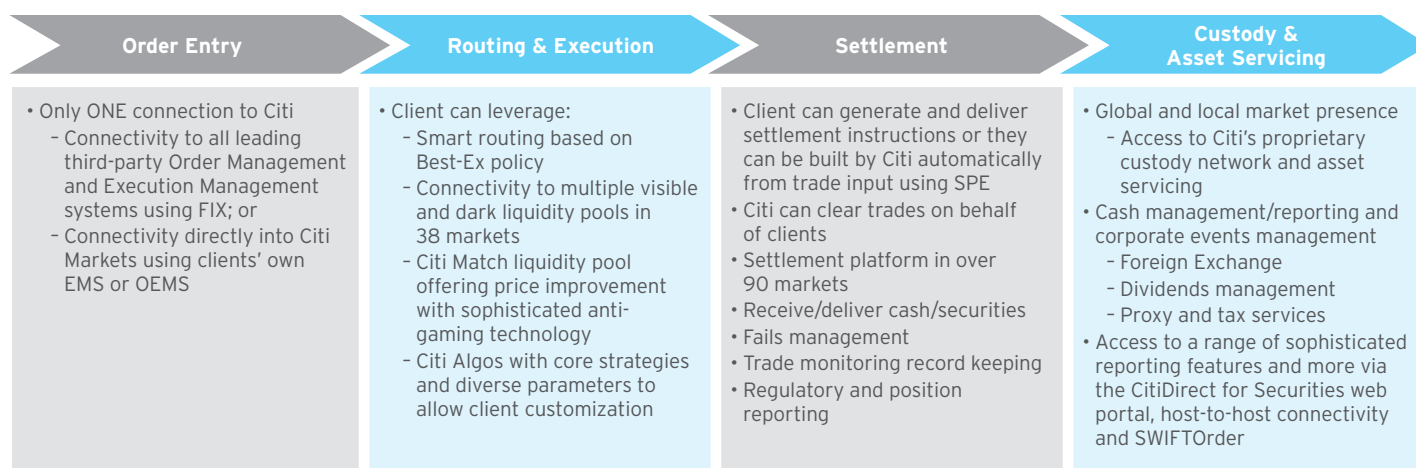 Order Entry
Routing & Execution
Settlement
Custody &
Asset Servicing
• Only ONE connection to Citi
– Connectivity to all leading
third-party Order Management
and Execution Management
systems using FIX; or
– Connectivity directly into Citi
Markets using clients' own
EMS or OEMS
• Client can leverage:
– Smart routing based on
Best-Ex policy
– Connectivity to multiple visible
and dark liquidity pools in
38 markets
– Citi Match liquidity pool
offering price improvement
with sophisticated anti-
gaming technology
– Citi Algos with core strategies
and diverse parameters to
allow client customization
• Client can generate and deliver
settlement instructions or they
can be built by Citi automatically
from trade input using SPE
• Citi can clear trades on behalf
of clients
• Settlement platform in over
90 markets
• Receive/deliver cash/securities
• Fails management
• Trade monitoring record keeping
• Regulatory and position
reporting
• Global and local market presence
– Access to Citi's proprietary
custody network and asset
servicing
• Cash management/reporting and
corporate events management
– Foreign Exchange
– Dividends management
– Proxy and tax services
• Access to a range of sophisticated
reporting features and more via
the CitiDirect for Securities web
portal, host-to-host connectivity
and SWIFTOrder